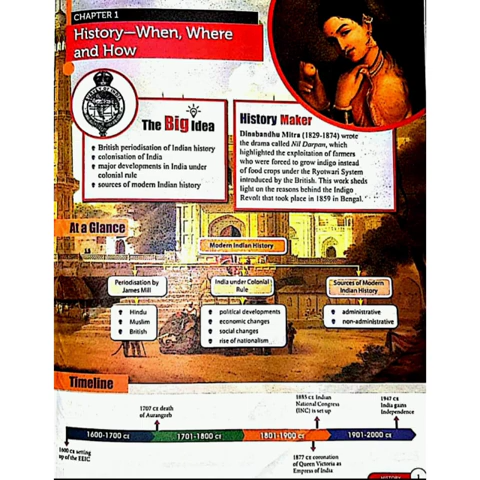 CHAPTER 1
History—When, Where
and How
The Big Idea
British periodisation of Indian history
colonisation of India
major developments in India under
colonial rule
sources of modern Indian history
History Maker
Dinabandhu Mitra (1829-1874) wrote
the drama called Nil Darpan, which
highlighted the exploitation of farmers
who were forced to grow indigo instead
of food crops under the Ryotwari System
introduced by the British. This work sheds
light on the reasons behind the Indigo
Revolt that took place in 1859 in Bengal.
At a Glance
Modern Indian History
Periodisation by
James Mill
Hindu
Muslim
British
India under Colonial
Rule
political developments
economic changes
social changes
rise of nationalism
Sources of Modern
Indian History
administrative
non-administrative
Timeline
1707 CE death
of Aurangzeb
1885 CE Indian
National Congress
(INC) is set up
1947 CE
India gains
Independence
1600-1700 CE
1701-1800 CE
1801-1900 CE
1901-2000 CE
1600 CE setting
up of the EEIC
1877 CE coronation
of Queen Victoria as
Empress of India
HISTORY 1